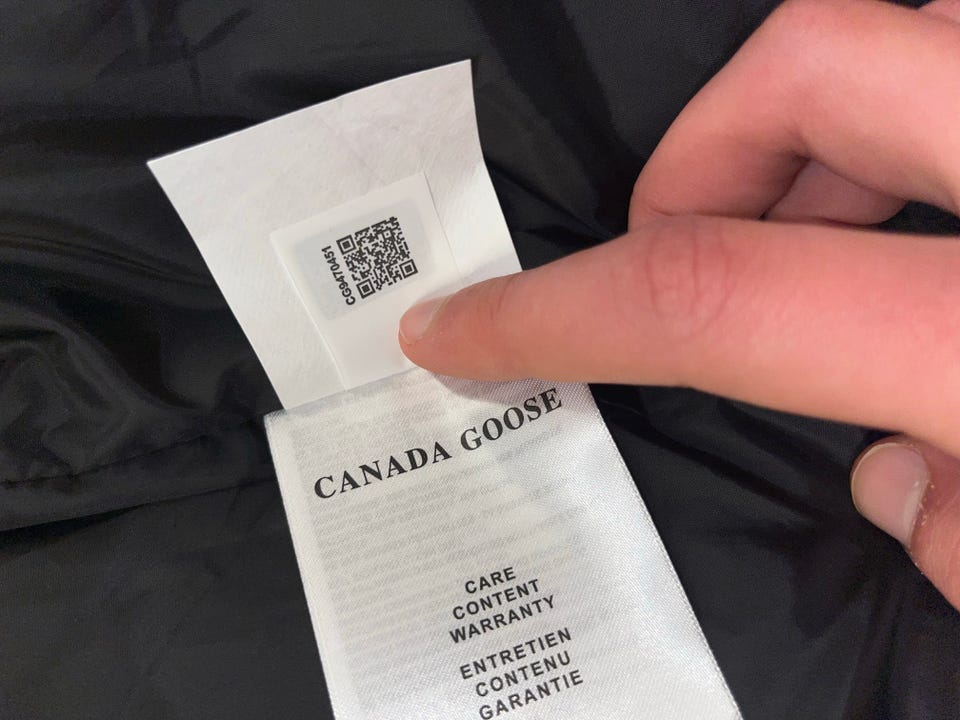 CG9470451
CANADA GOOSE
CARE
CONTENT
WARRANTY
ENTRETIEN
CONTENU
GARANTIE